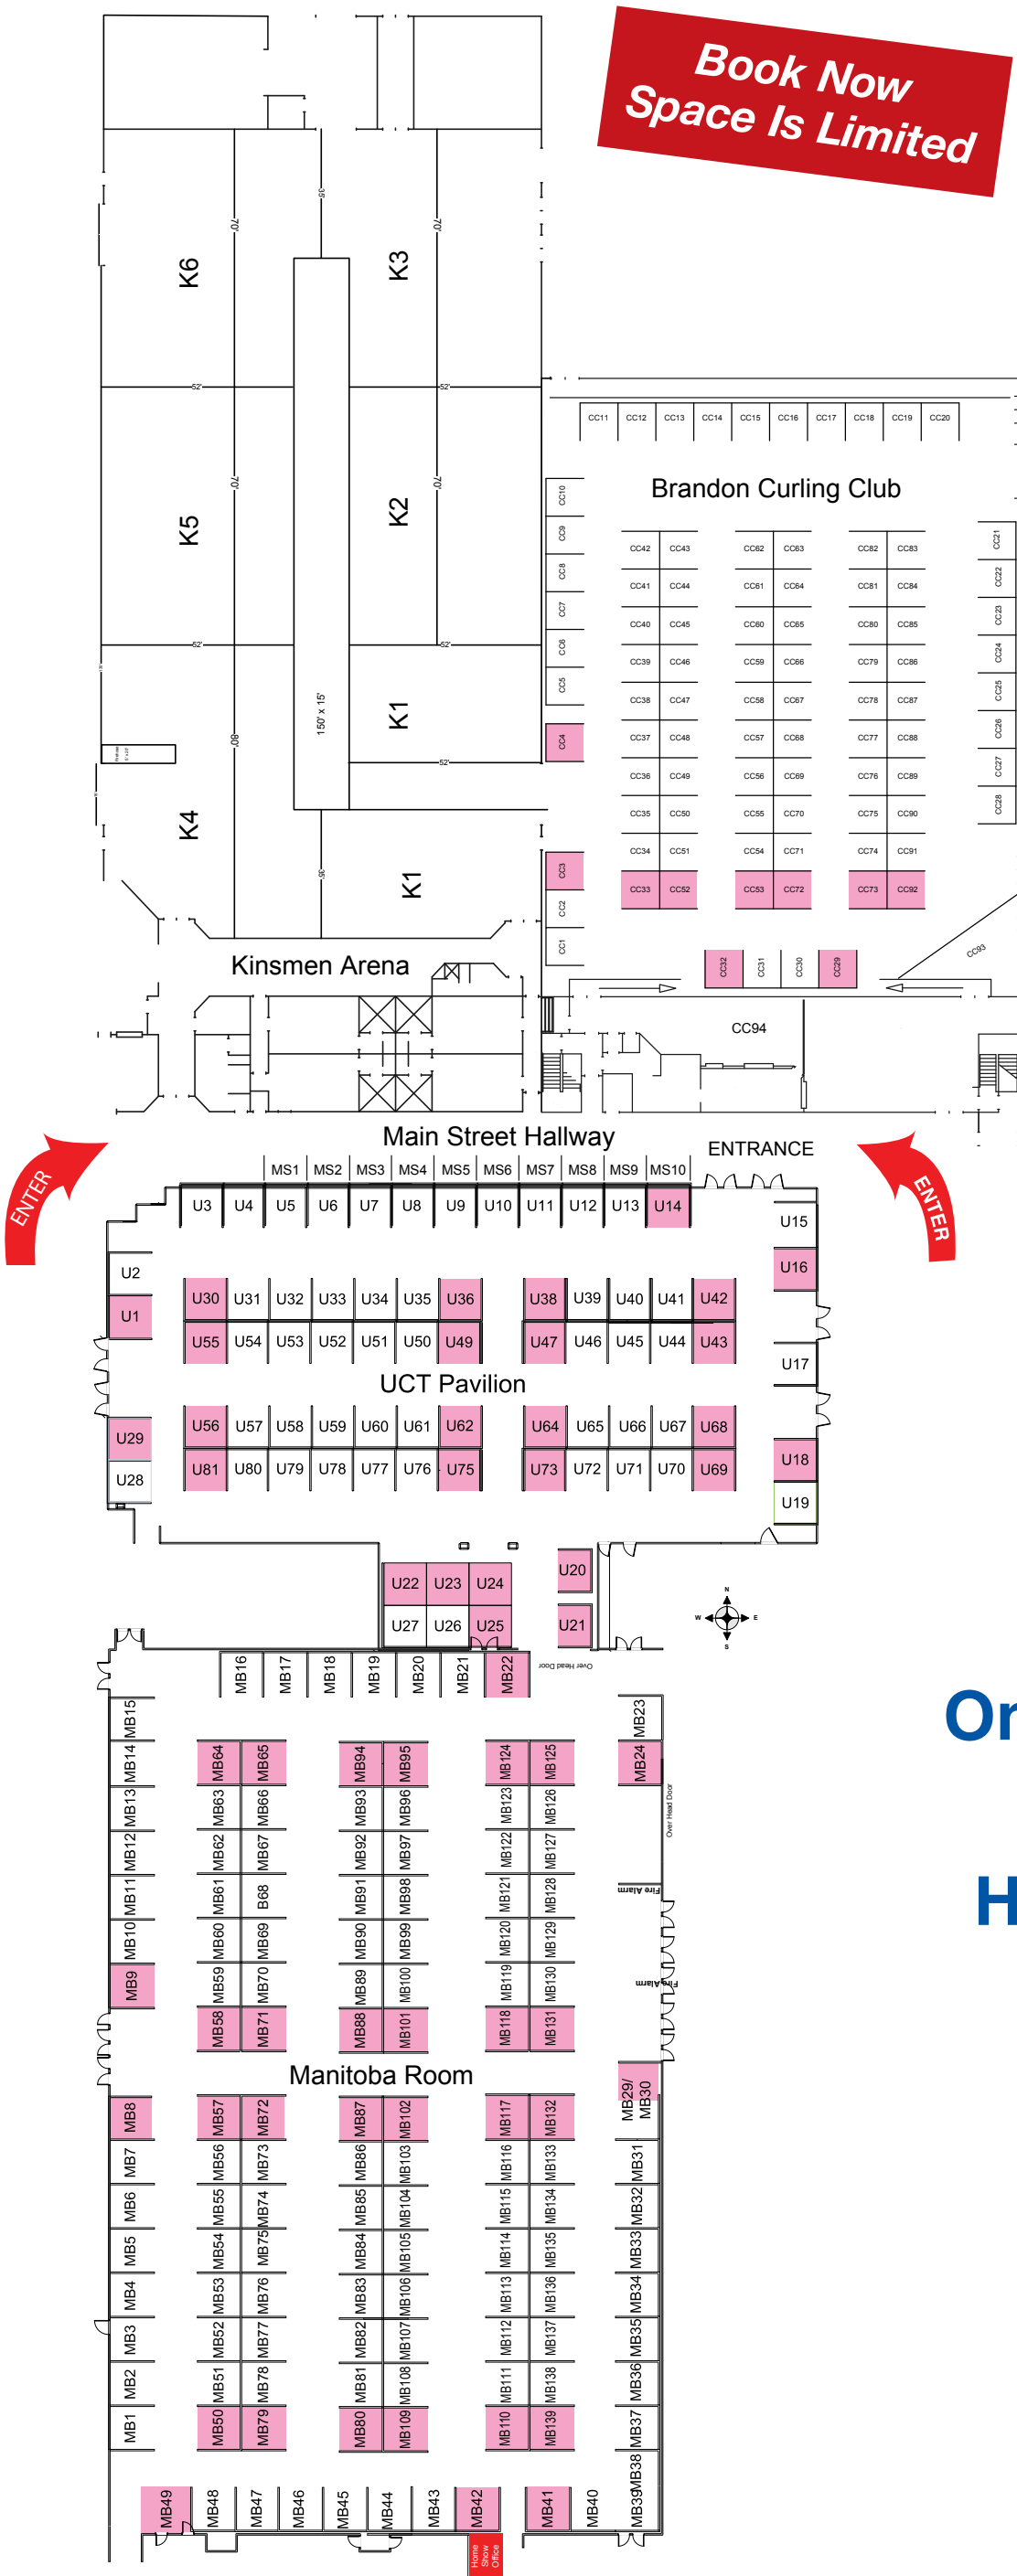 Book Now
Space Is Limited
35'
70'
70'
K6
K3
52'
52'
CC11 CC12 CC13 CC14 CC15 CC16 CC17 CC18 CC19 CC20
Brandon Curling Club
70'
70'
K5
K2
CC10
CC9
CC8
CC7
CC6
CC5
CC4
CC3
CC2
CC1
CC42 CC43 CC62 CC63 CC82 CC83
CC41 CC44 CC61 CC64 CC81 CC84
CC40 CC45 CC60 CC65 CC80 CC85
CC39 CC46 CC59 CC66 CC79 CC86
CC38 CC47 CC58 CC67 CC78 CC87
CC37 CC48 CC57 CC68 CC77 CC88
CC36 CC49 CC56 CC69 CC76 CC89
CC35 CC50 CC55 CC70 CC75 CC90
CC34 CC51 CC54 CC71 CC74 CC91
CC33 CC52 CC53 CC72 CC73 CC92
CC21
CC22
CC23
CC24
CC25
CC26
CC27
CC28
52'
52'
150' x 15'
K1
80'
52'
K4
35'
K1
CC32 CC31 CC30 CC29
CC93
Kinsmen Arena
CC94
Main Street Hallway
ENTRANCE
ENTER
ENTER
MS1 MS2 MS3 MS4 MS5 MS6 MS7 MS8 MS9 MS10
U3 U4 U5 U6 U7 U8 U9 U10 U11 U12 U13 U14
U15
U2
U16
U1
U30 U31 U32 U33 U34 U35 U36 U38 U39 U40 U41 U42
U55 U54 U53 U52 U51 U50 U49 U47 U46 U45 U44 U43
U17
UCT Pavilion
U56 U57 U58 U59 U60 U61 U62 U64 U65 U66 U67 U68
U29
U81 U80 U79 U78 U77 U76 U75 U73 U72 U71 U70 U69
U18
U28
U19
U22 U23 U24
U20
U27 U26 U25
U21
N
W E
S
Over Head Door
MB16 MB17 MB18 MB19 MB20 MB21 MB22
MB15 MB23
MB14 MB64 MB65 MB94 MB95 MB124 MB125 MB24
MB13 MB63 MB66 MB93 MB96 MB123 MB126
Over Head Door
MB12 MB62 MB67 MB92 MB97 MB122 MB127
MB11 MB61 B68 MB91 MB98 MB121 MB128
Fire Alarm
MB10 MB60 MB69 MB90 MB99 MB120 MB129
MB9 MB59 MB70 MB89 MB100 MB119 MB130
Fire Alarm
MB58 MB71 MB88 MB101 MB118 MB131
Manitoba Room
MB29/
MB30
MB8 MB57 MB72 MB87 MB102 MB117 MB132
MB7 MB56 MB73 MB86 MB103 MB116 MB133 MB31
MB6 MB55 MB74 MB85 MB104 MB115 MB134 MB32
MB5 MB54 MB75 MB84 MB105 MB114 MB135 MB33
MB4 MB53 MB76 MB83 MB106 MB113 MB136 MB34
MB3 MB52 MB77 MB82 MB107 MB112 MB137 MB35
MB2 MB51 MB78 MB81 MB108 MB111 MB138 MB36
MB1 MB50 MB79 MB80 MB109 MB110 MB139 MB37
MB38
MB49 MB48 MB47 MB46 MB45 MB44 MB43 MB42 MB41 MB40 MB39
Home
Show
Office
Or
H